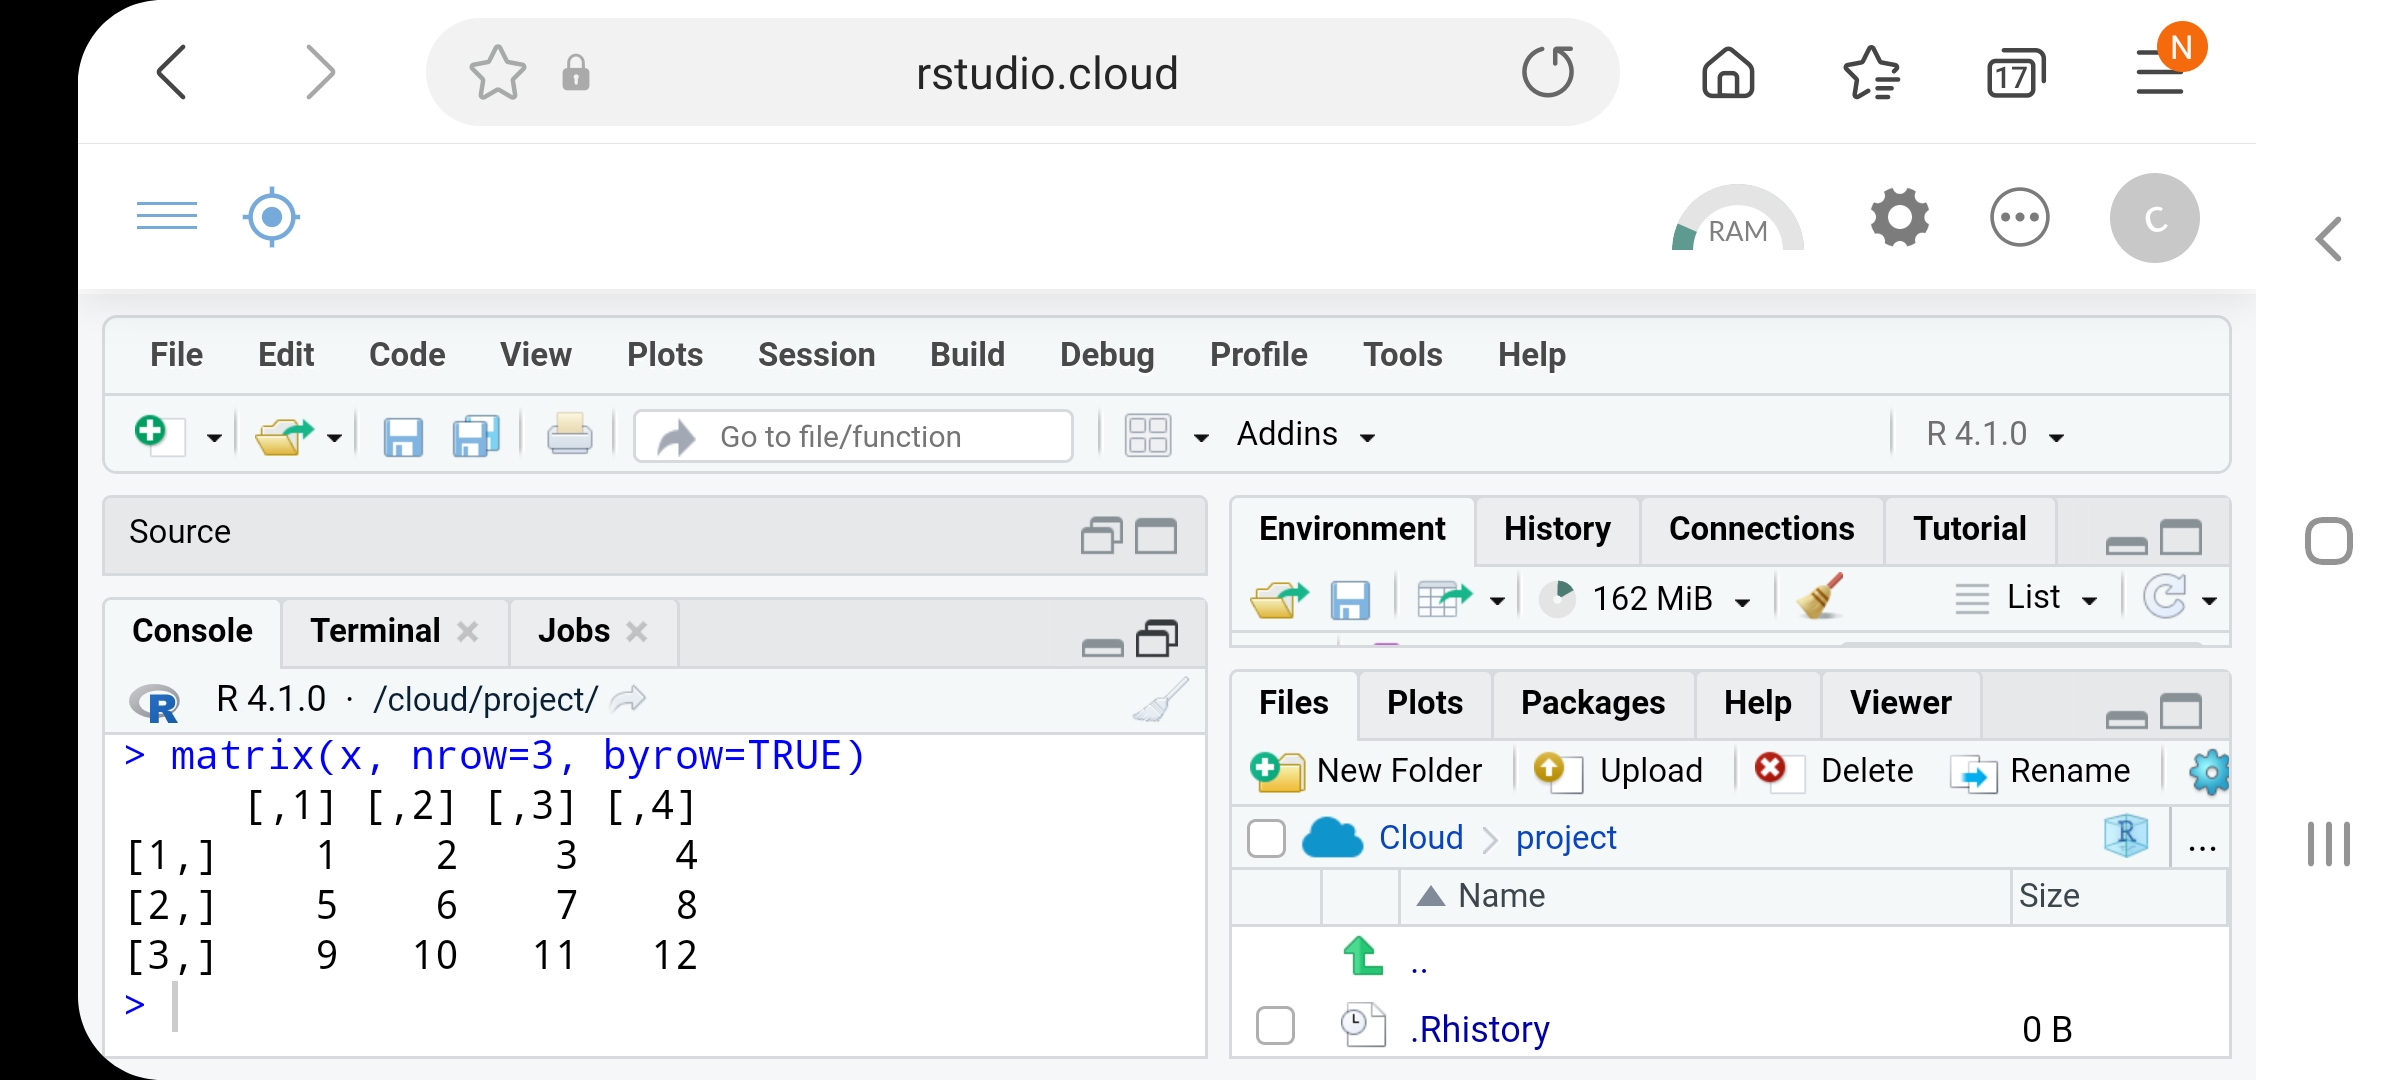 rstudio.cloud
17
N
RAM
C
File Edit Code View Plots Session Build Debug Profile Tools Help
Go to file/function
Addins
R 4.1.0
Source
Environment History Connections Tutorial
162 MiB
List
Console Terminal Jobs
R R 4.1.0 · /cloud/project/
> matrix(x, nrow=3, byrow=TRUE)
     [,1] [,2] [,3] [,4]
[1,]    1    2    3    4
[2,]    5    6    7    8
[3,]    9   10   11   12
>
Files Plots Packages Help Viewer
New Folder Upload Delete Rename
Cloud project R ...
Name Size
..
.Rhistory 0 B